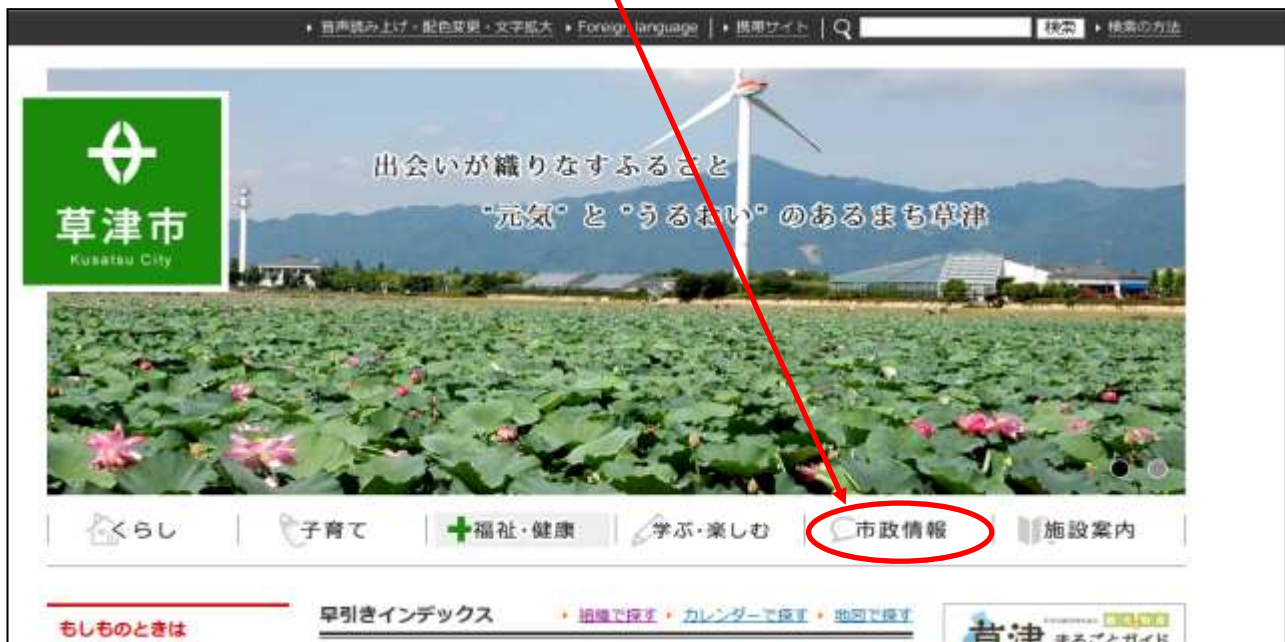 音声読み上げ・配色変更・文字拡大 Foreign language 携帯サイト 検索 検索の方法
出会いが織りなすふるさと
"元気" と "うるおい" のあるまち草津
草津市
Kusatsu City
くらし 子育て 福祉・健康 学ぶ・楽しむ 市政情報 施設案内
早引きインデックス 組織で探す カレンダーで探す 地図で探す
もしものときは
草津 まるごとガイド